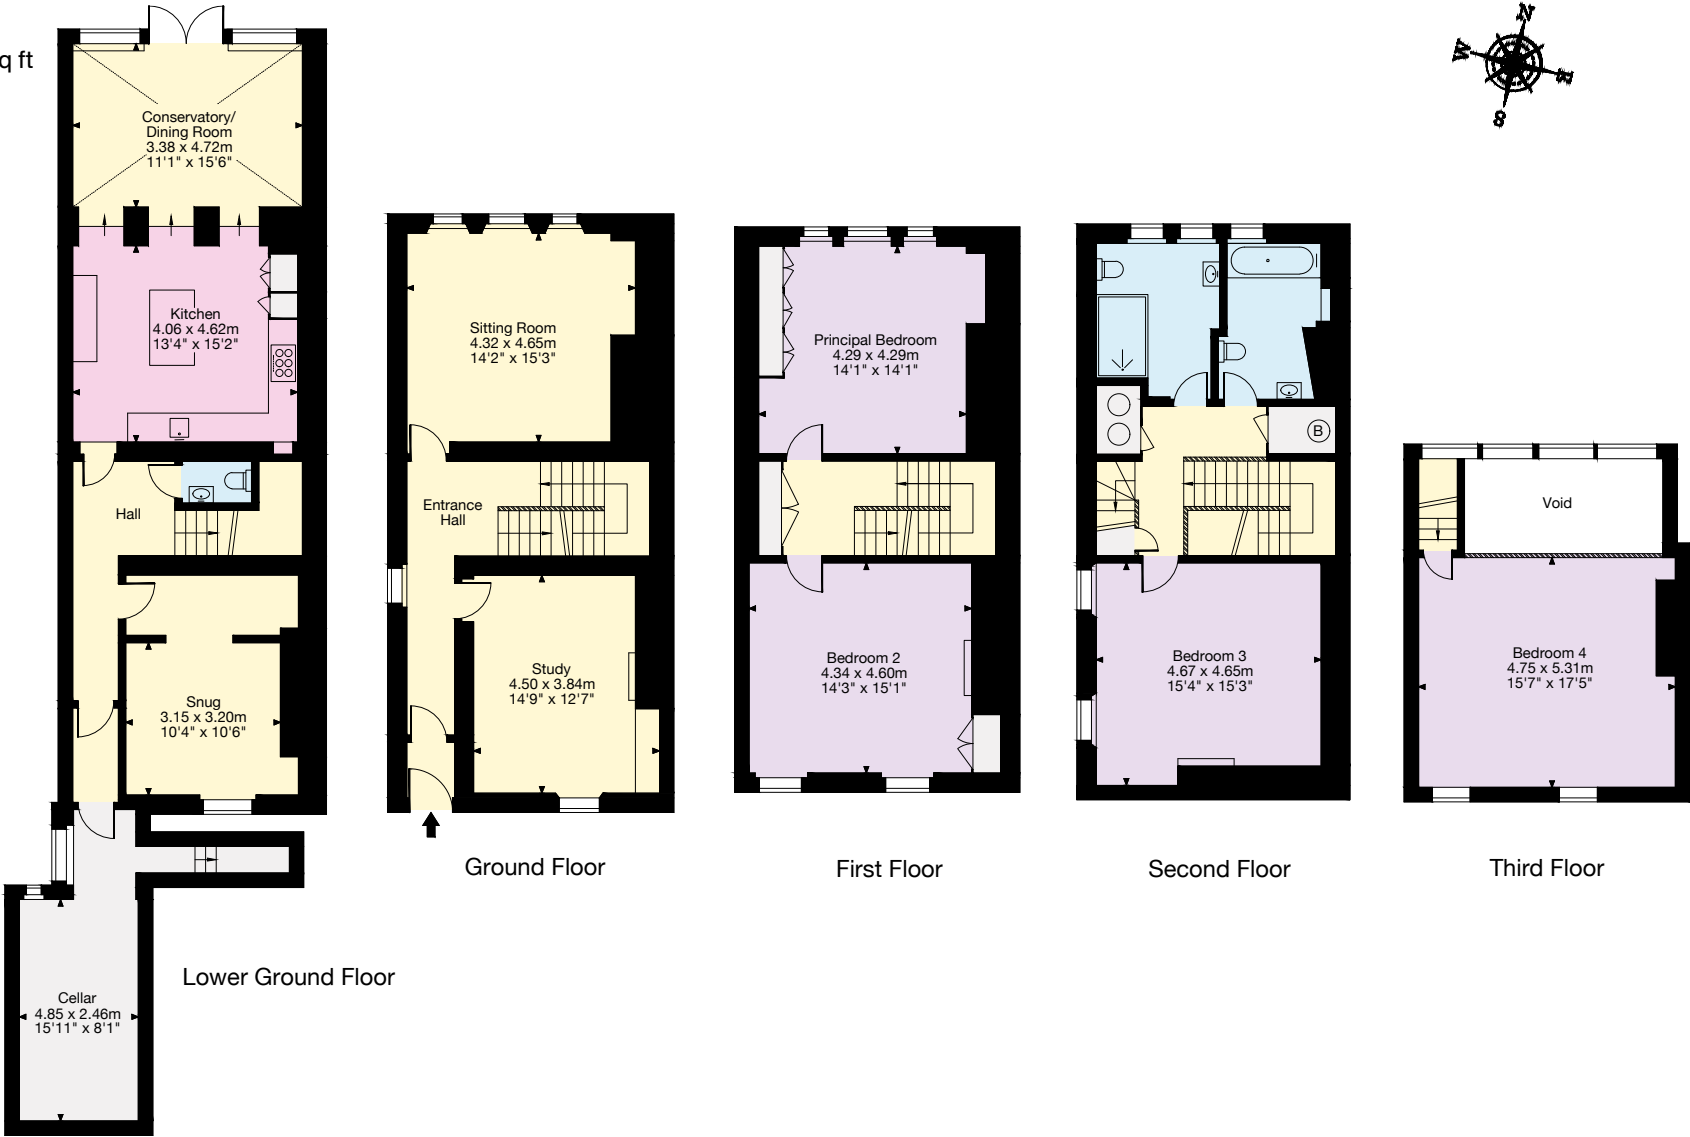 q ft
N
W
E
S
Conservatory/
Dining Room
3.38 x 4.72m
11'1" x 15'6"
Kitchen
4.06 x 4.62m
13'4" x 15'2"
Hall
Snug
3.15 x 3.20m
10'4" x 10'6"
Cellar
4.85 x 2.46m
15'11" x 8'1"
Lower Ground Floor
Sitting Room
4.32 x 4.65m
14'2" x 15'3"
Entrance
Hall
Study
4.50 x 3.84m
14'9" x 12'7"
Ground Floor
Principal Bedroom
4.29 x 4.29m
14'1" x 14'1"
Bedroom 2
4.34 x 4.60m
14'3" x 15'1"
First Floor
B
Bedroom 3
4.67 x 4.65m
15'4" x 15'3"
Second Floor
Void
Bedroom 4
4.75 x 5.31m
15'7" x 17'5"
Third Floor